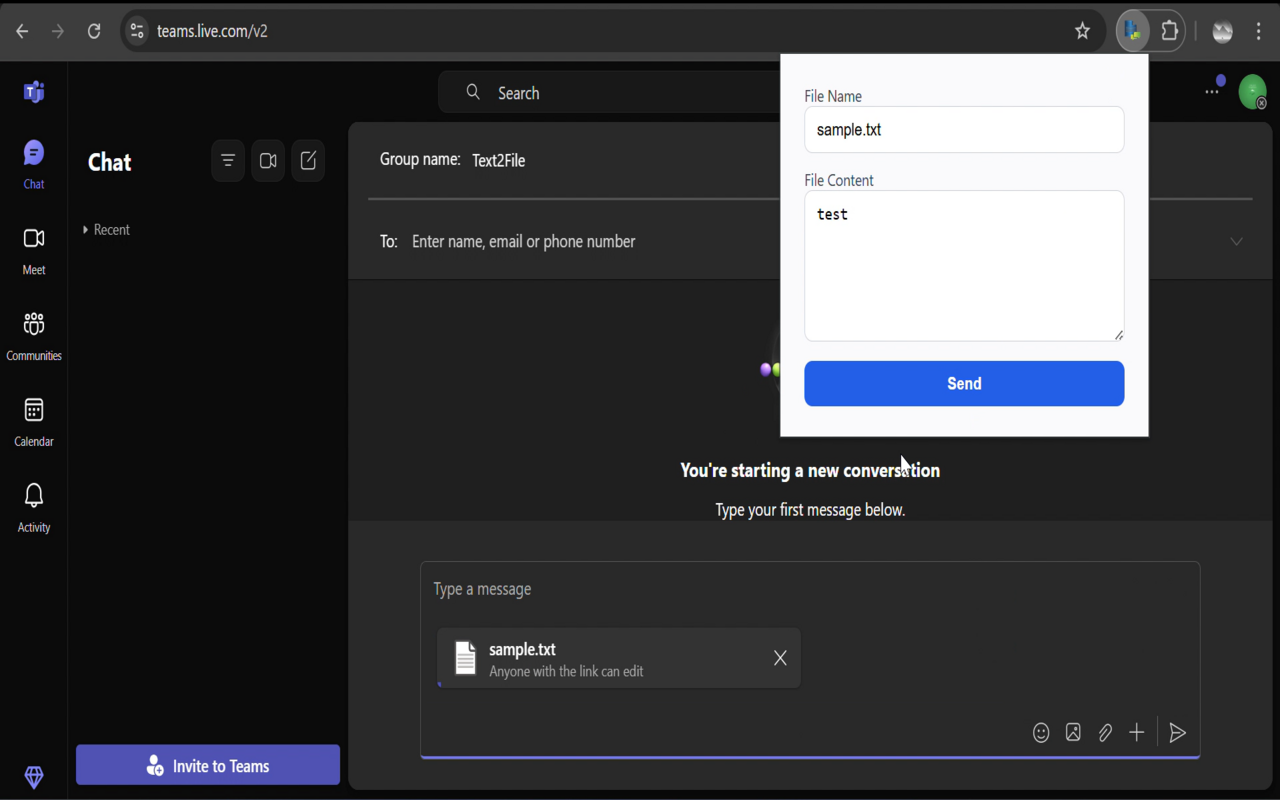 teams.live.com/v2
Search
File Name
sample.txt
File Content
test
Send
Chat
Chat
Recent
Meet
Communities
Calendar
Activity
Group name: Text2File
To: Enter name, email or phone number
You're starting a new conversation
Type your first message below.
Type a message
sample.txt
Anyone with the link can edit
Invite to Teams